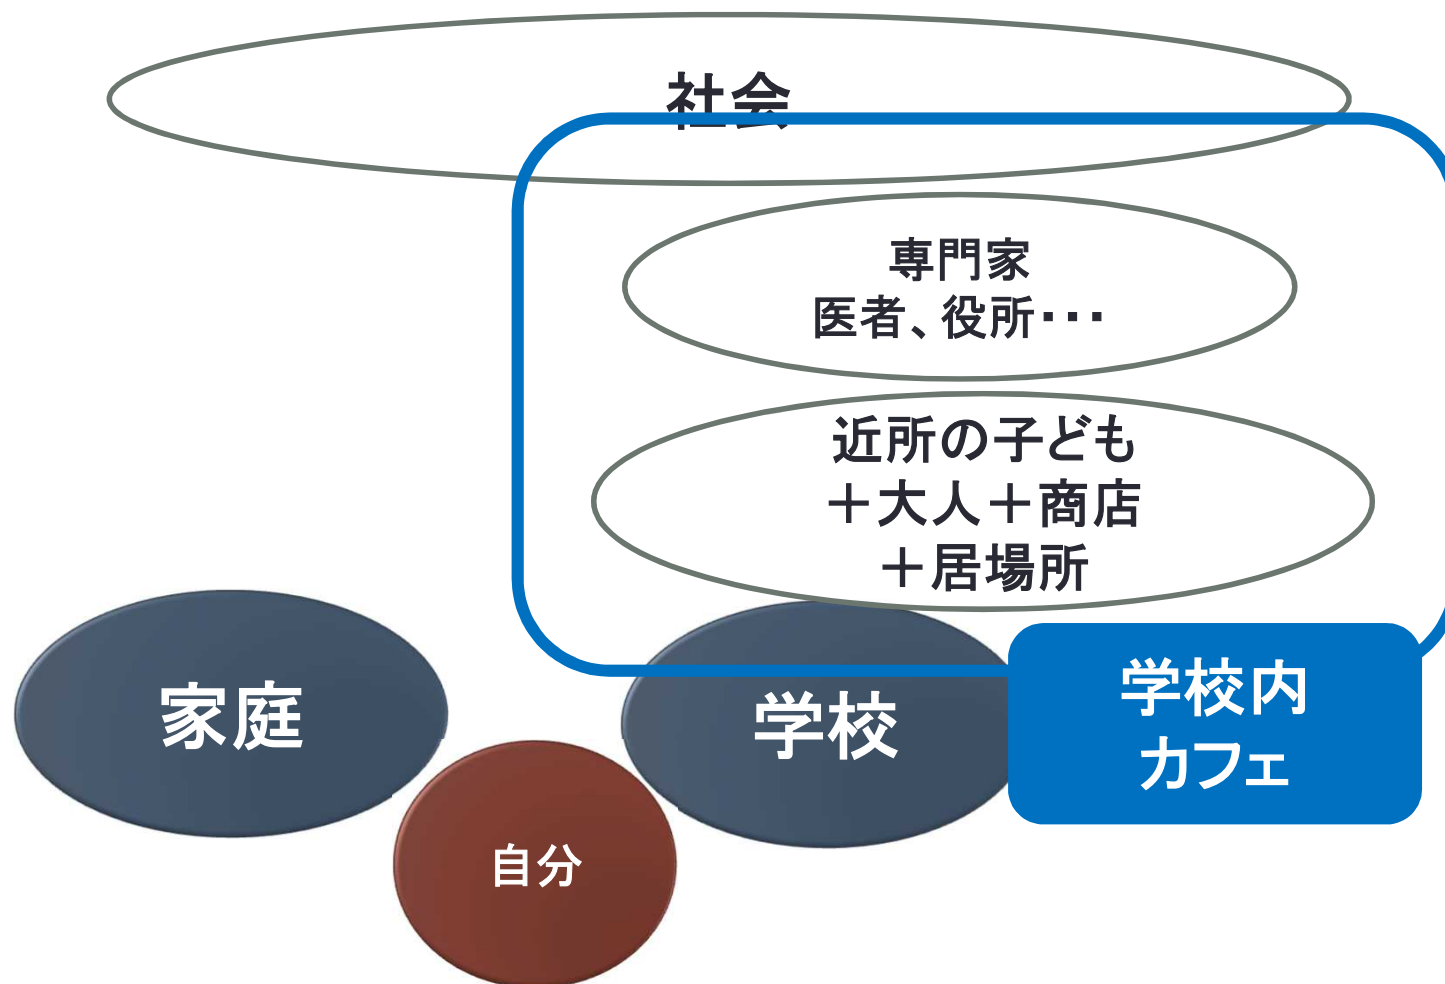 社会
専門家
医者、役所･･･
近所の子ども
＋大人＋商店
＋居場所
家庭
学校
学校内
カフェ
自分